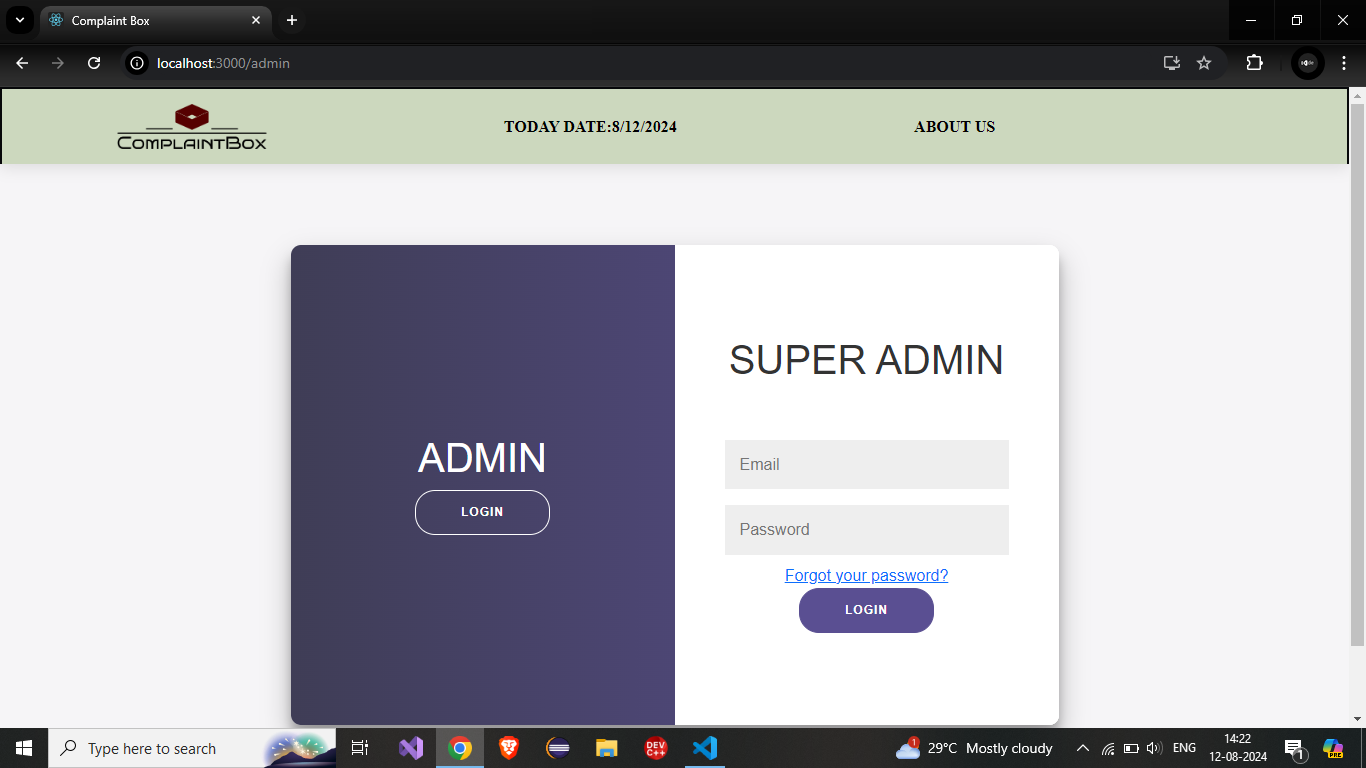 Complaint Box
localhost:3000/admin
COMPLAINTBOX
TODAY DATE:8/12/2024
ABOUT US
ADMIN
LOGIN
SUPER ADMIN
Email
Password
Forgot your password?
LOGIN
Type here to search
DEV
C++
1
29°C Mostly cloudy
ENG
14:22
12-08-2024
1
PRE